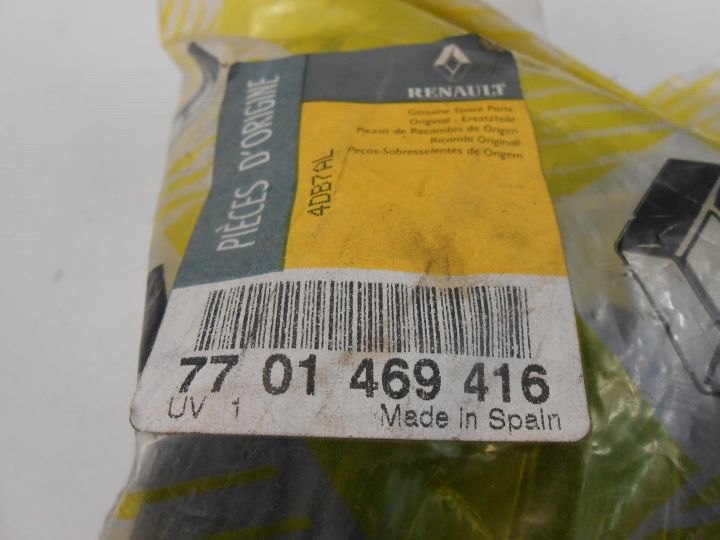 RENAULT
Genuine Spare Parts
Original - Ersatzteile
Piezas de Recambio de Origen
Ricambi Originali
Peças-Sobresselentes de Origem
PIÈCES D'ORIGINE
4DB7AL
77 01 469 416
UV 1
Made in Spain